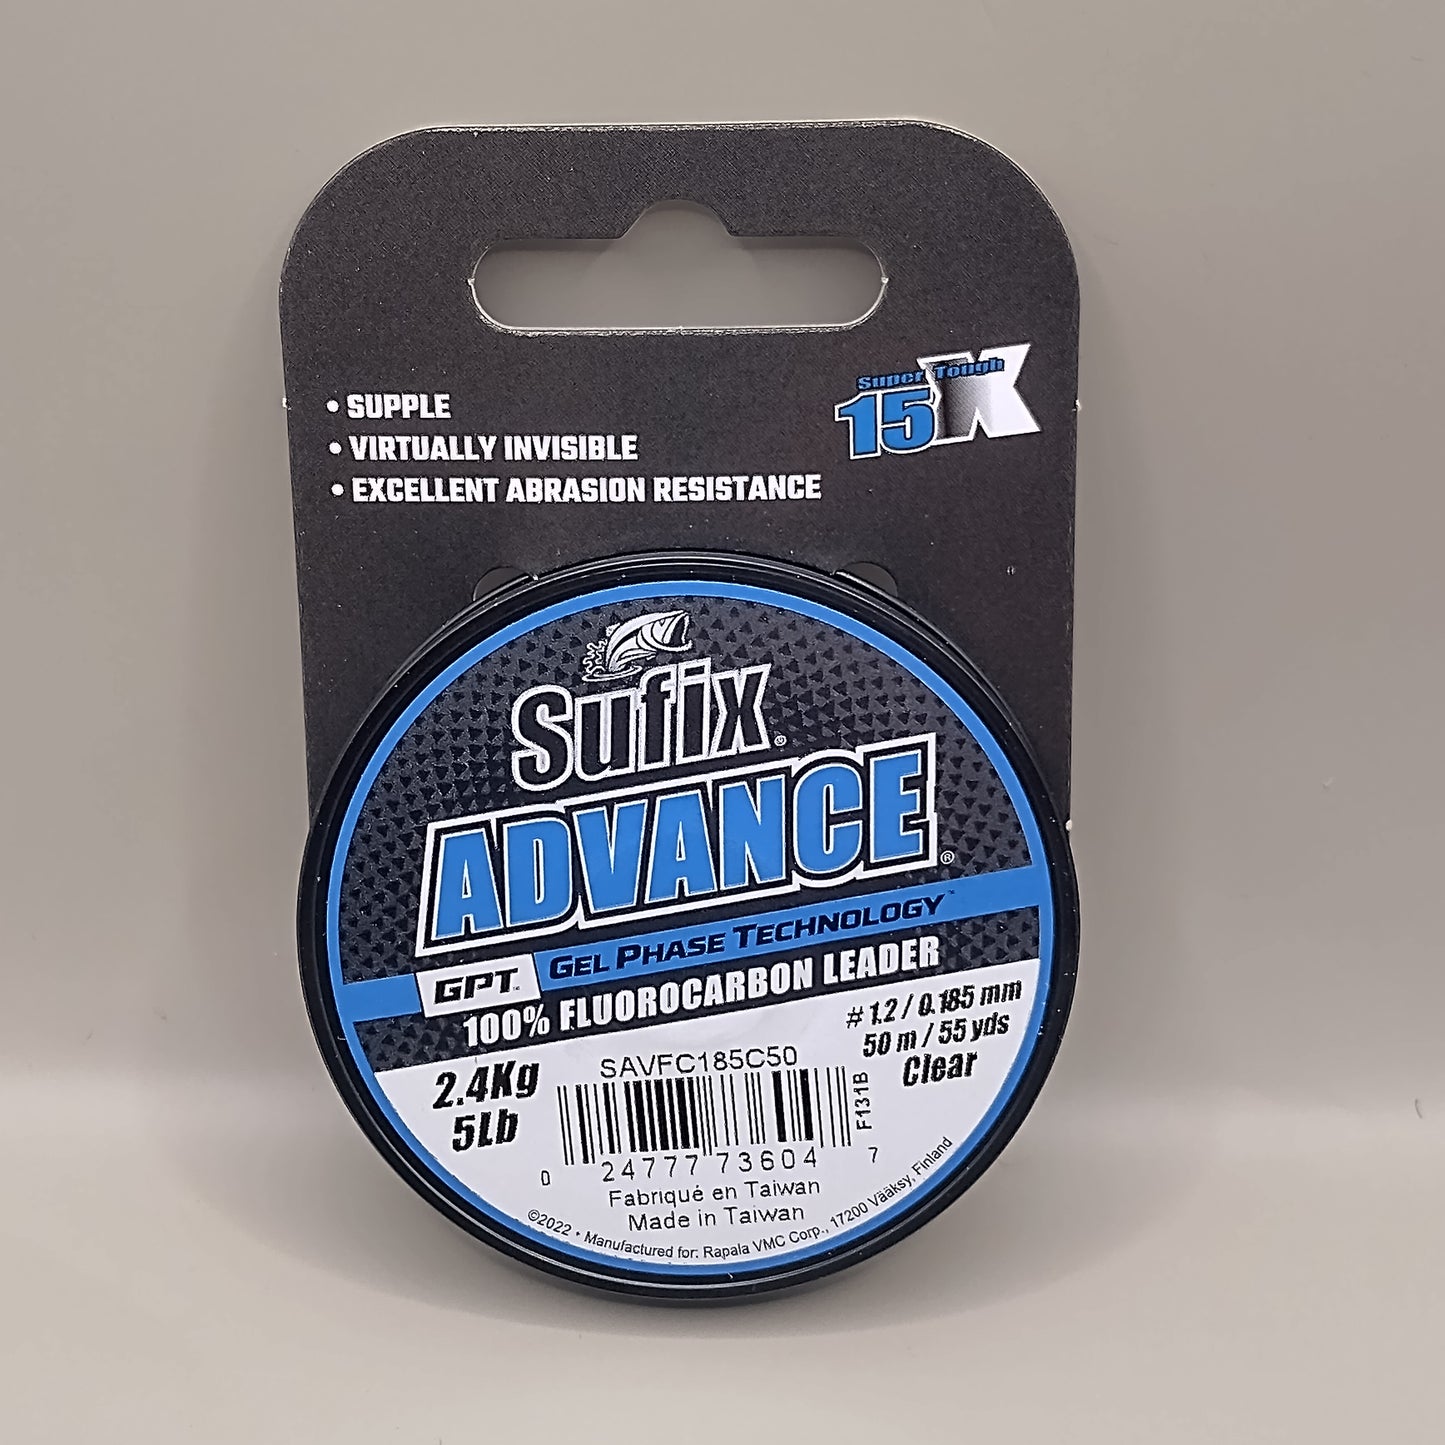 • SUPPLE
• VIRTUALLY INVISIBLE
• EXCELLENT ABRASION RESISTANCE
Super Tough
15X
Sufix®
ADVANCE®
GPT™ GEL PHASE TECHNOLOGY™
100% FLUOROCARBON LEADER
# 1.2 / 0.185 mm
50 m / 55 yds
Clear
2.4Kg
5Lb
SAVFC185C50
F131B
0 24777 73604 7
Fabriqué en Taiwan
Made in Taiwan
©2022 • Manufactured for: Rapala VMC Corp., 17200 Vääksy, Finland